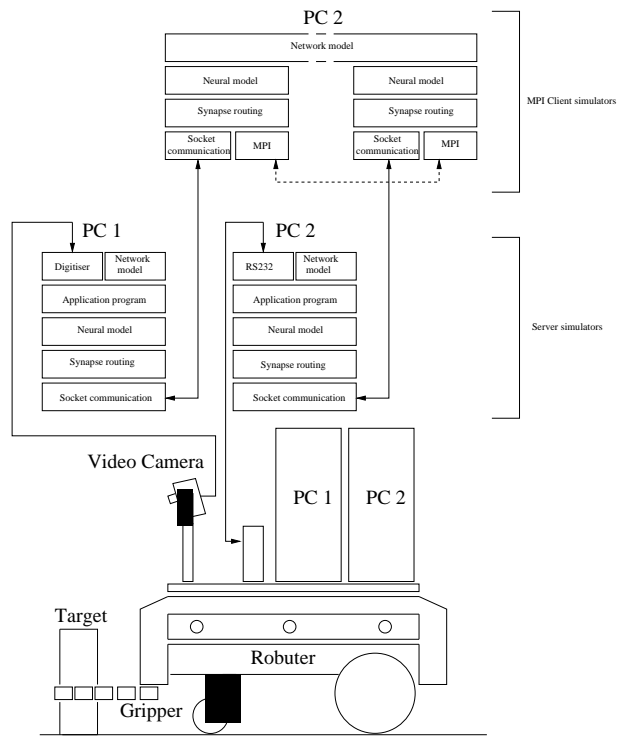 PC 2
Network model
Neural model
Neural model
Synapse routing
Synapse routing
Socket
communication
MPI
Socket
communication
MPI
MPI Client simulators
PC 1
PC 2
Digitiser
Network
model
RS232
Network
model
Application program
Application program
Neural model
Neural model
Server simulators
Synapse routing
Synapse routing
Socket communication
Socket communication
Video Camera
PC 1
PC 2
Target
Robuter
Gripper